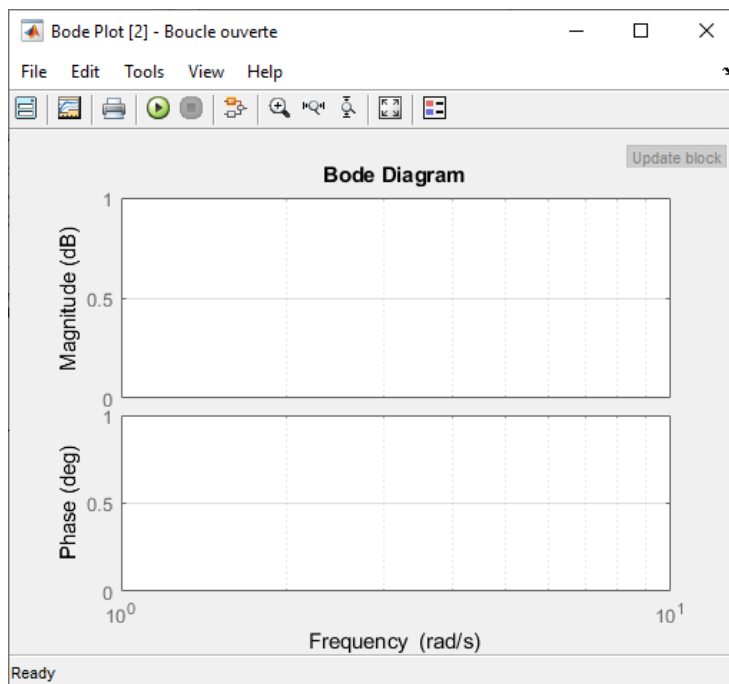 Bode Plot [2] - Boucle ouverte
File Edit Tools View Help
Update block
Bode Diagram
Magnitude (dB)
1
0.5
0
Phase (deg)
1
0.5
0
10^0 10^1
Frequency (rad/s)
Ready